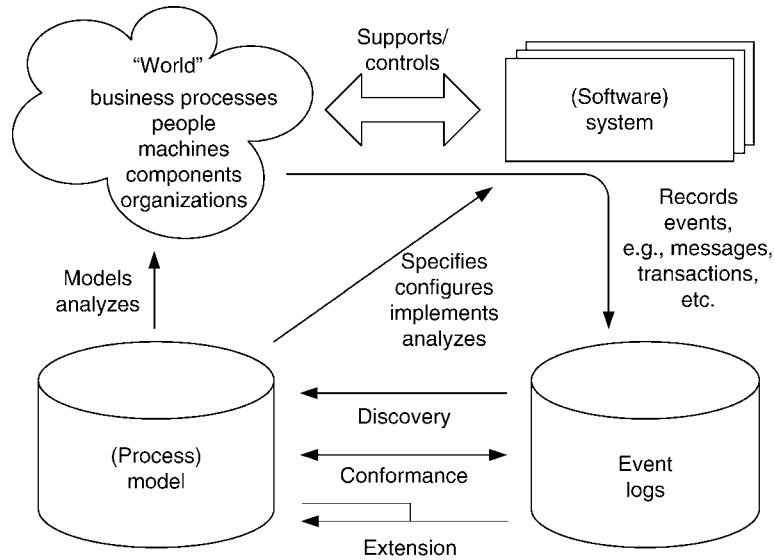 “World”
business processes
people
machines
components
organizations
Supports/
controls
(Software)
system
Records
events,
e.g., messages,
transactions,
etc.
Models
analyzes
Specifies
configures
implements
analyzes
(Process)
model
Discovery
Conformance
Extension
Event
logs